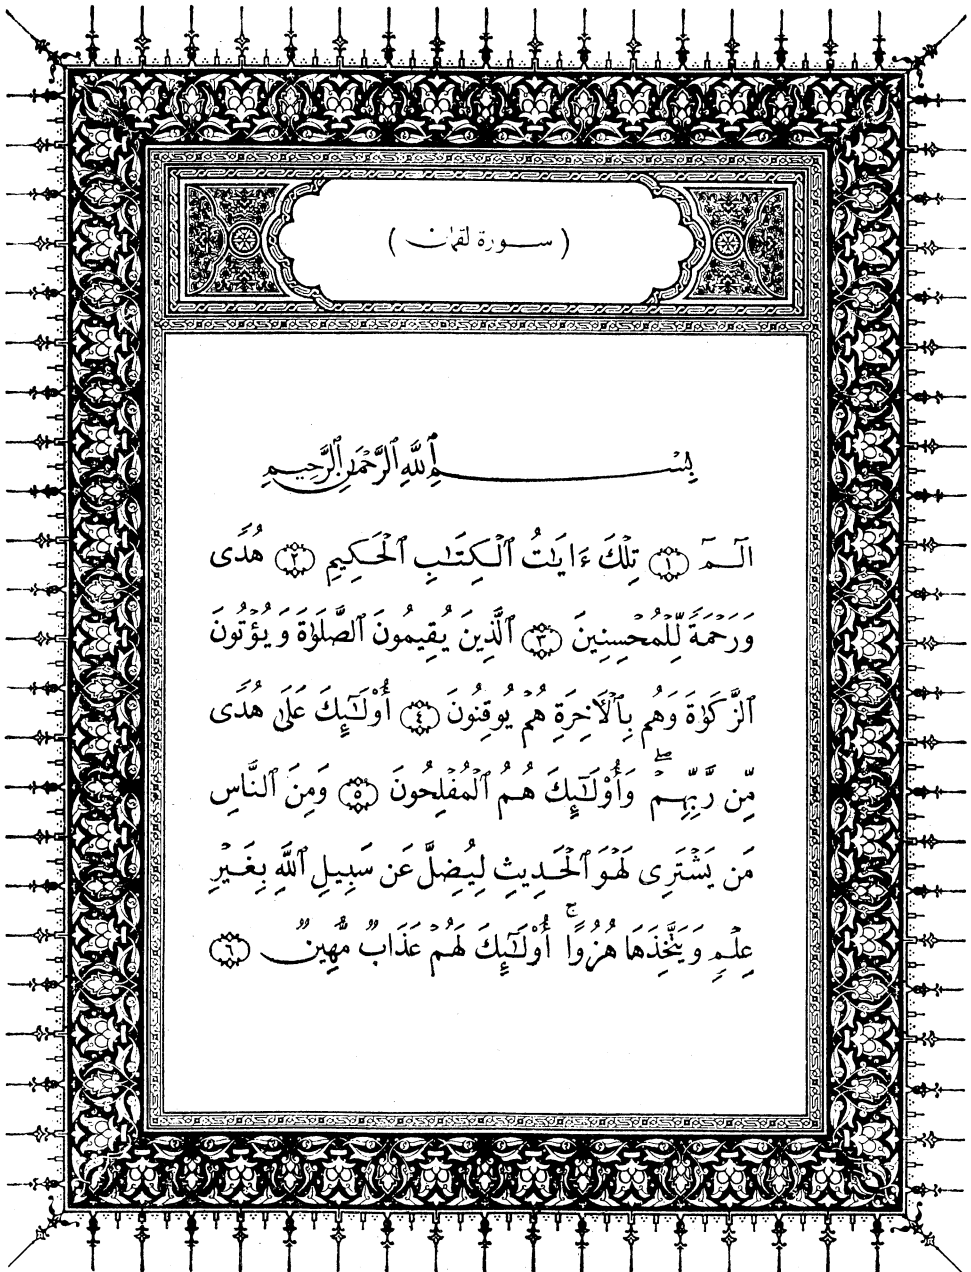 ( سورة لقمان )
بِسْمِ ٱللَّهِ ٱلرَّحْمَٰنِ ٱلرَّحِيمِ
الٓمٓ ١ تِلْكَ ءَايَٰتُ ٱلْكِتَٰبِ ٱلْحَكِيمِ ٢ هُدًى
وَرَحْمَةً لِّلْمُحْسِنِينَ ٣ ٱلَّذِينَ يُقِيمُونَ ٱلصَّلَوٰةَ وَيُؤْتُونَ
ٱلزَّكَوٰةَ وَهُم بِٱلْأَخِرَةِ هُمْ يُوقِنُونَ ٤ أُوْلَٰٓئِكَ عَلَىٰ هُدًى
مِّن رَّبِّهِمْۖ وَأُوْلَٰٓئِكَ هُمُ ٱلْمُفْلِحُونَ ٥ وَمِنَ ٱلنَّاسِ
مَن يَشْتَرِى لَهْوَ ٱلْحَدِيثِ لِيُضِلَّ عَن سَبِيلِ ٱللَّهِ بِغَيْرِ
عِلْمٍ وَيَتَّخِذَهَا هُزُوًاۚ أُوْلَٰٓئِكَ لَهُمْ عَذَابٌ مُّهِينٌ ٦